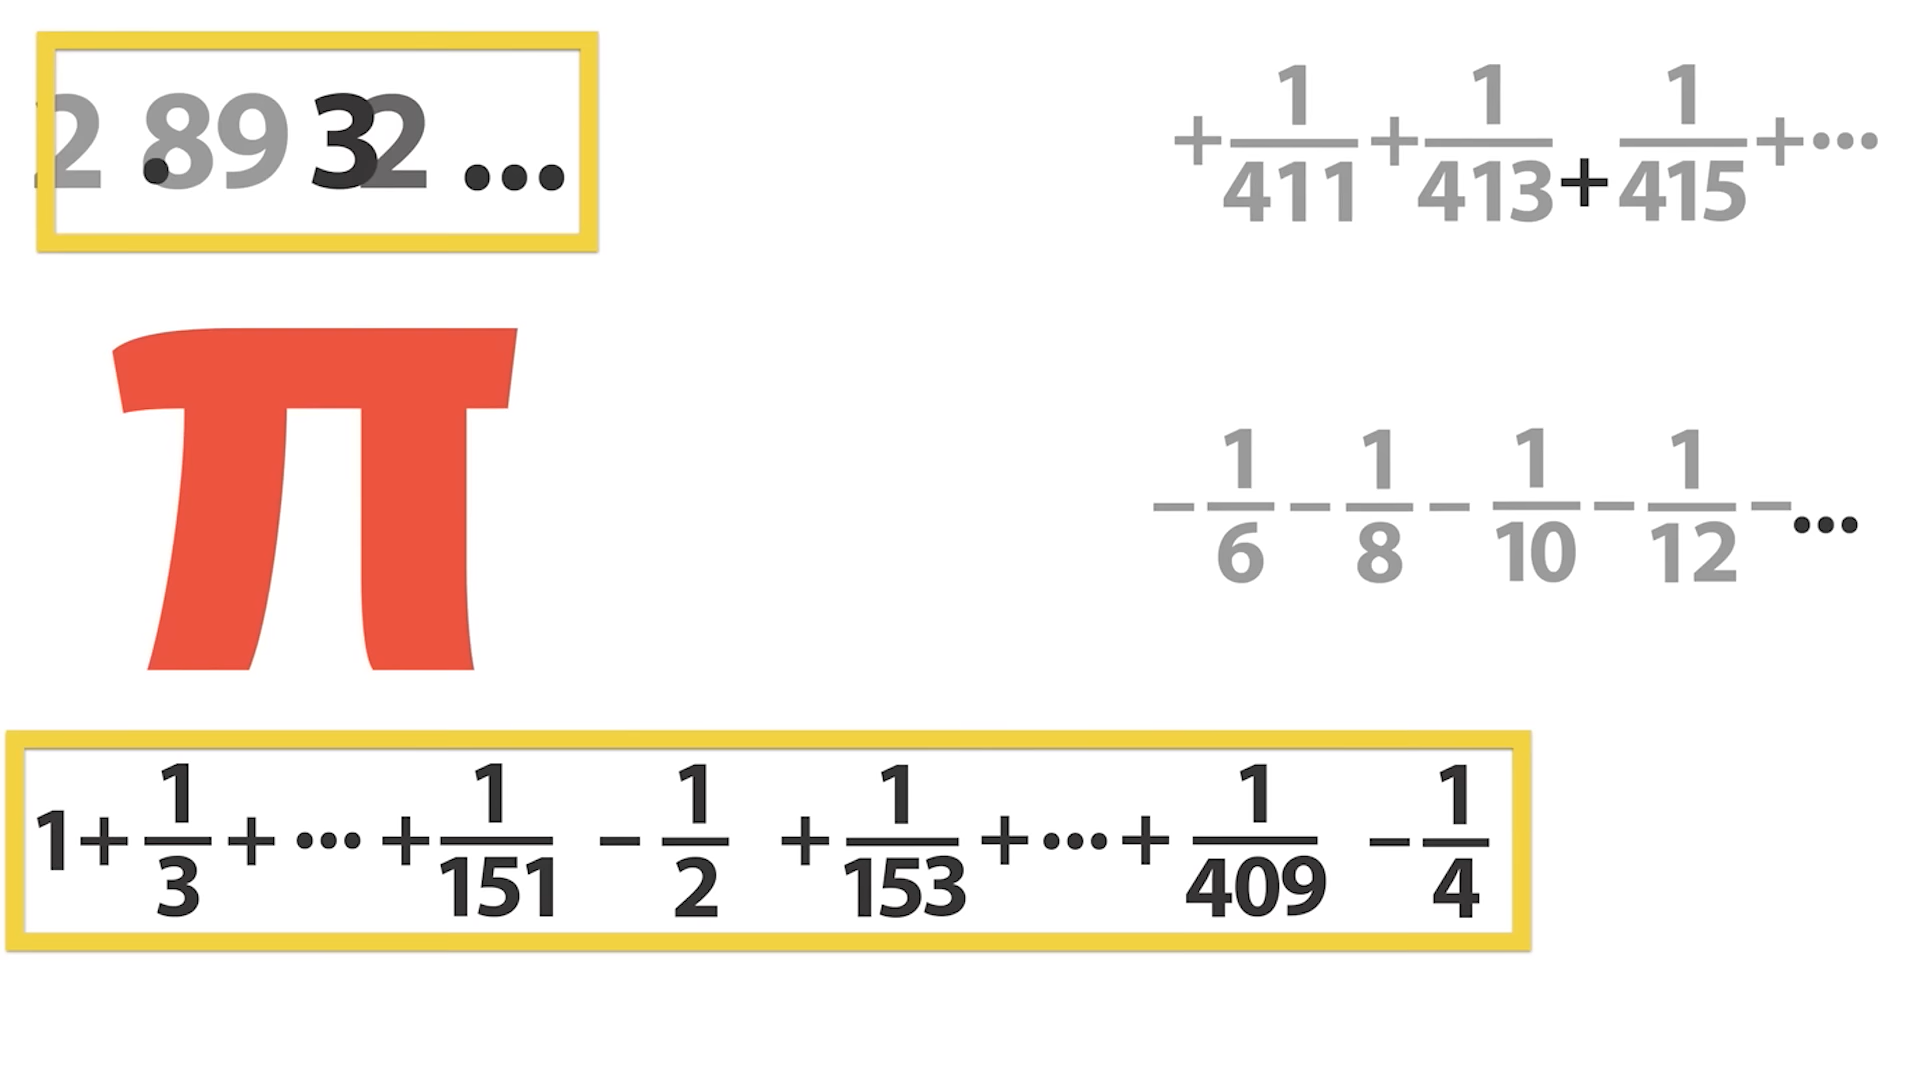 2.8932...
+ 1/411 + 1/413 + 1/415 + ...
π
- 1/6 - 1/8 - 1/10 - 1/12 - ...
1 + 1/3 + ... + 1/151 - 1/2 + 1/153 + ... + 1/409 - 1/4